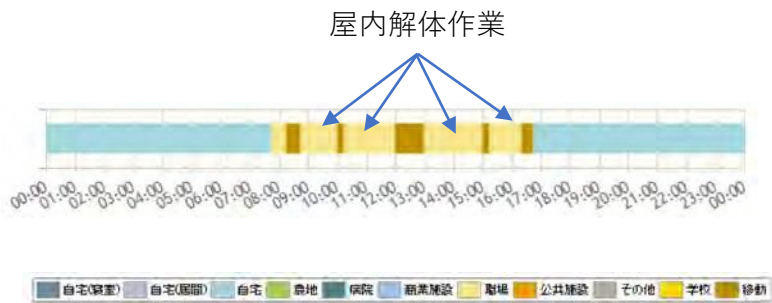 屋内解体作業
00:00 01:00 02:00 03:00 04:00 05:00 06:00 07:00 08:00 09:00 10:00 11:00 12:00 13:00 14:00 15:00 16:00 17:00 18:00 19:00 20:00 21:00 22:00 23:00 00:00
自宅(寝室) 自宅(居間) 自宅 農地 病院 商業施設 職場 公共施設 その他 学校 移動